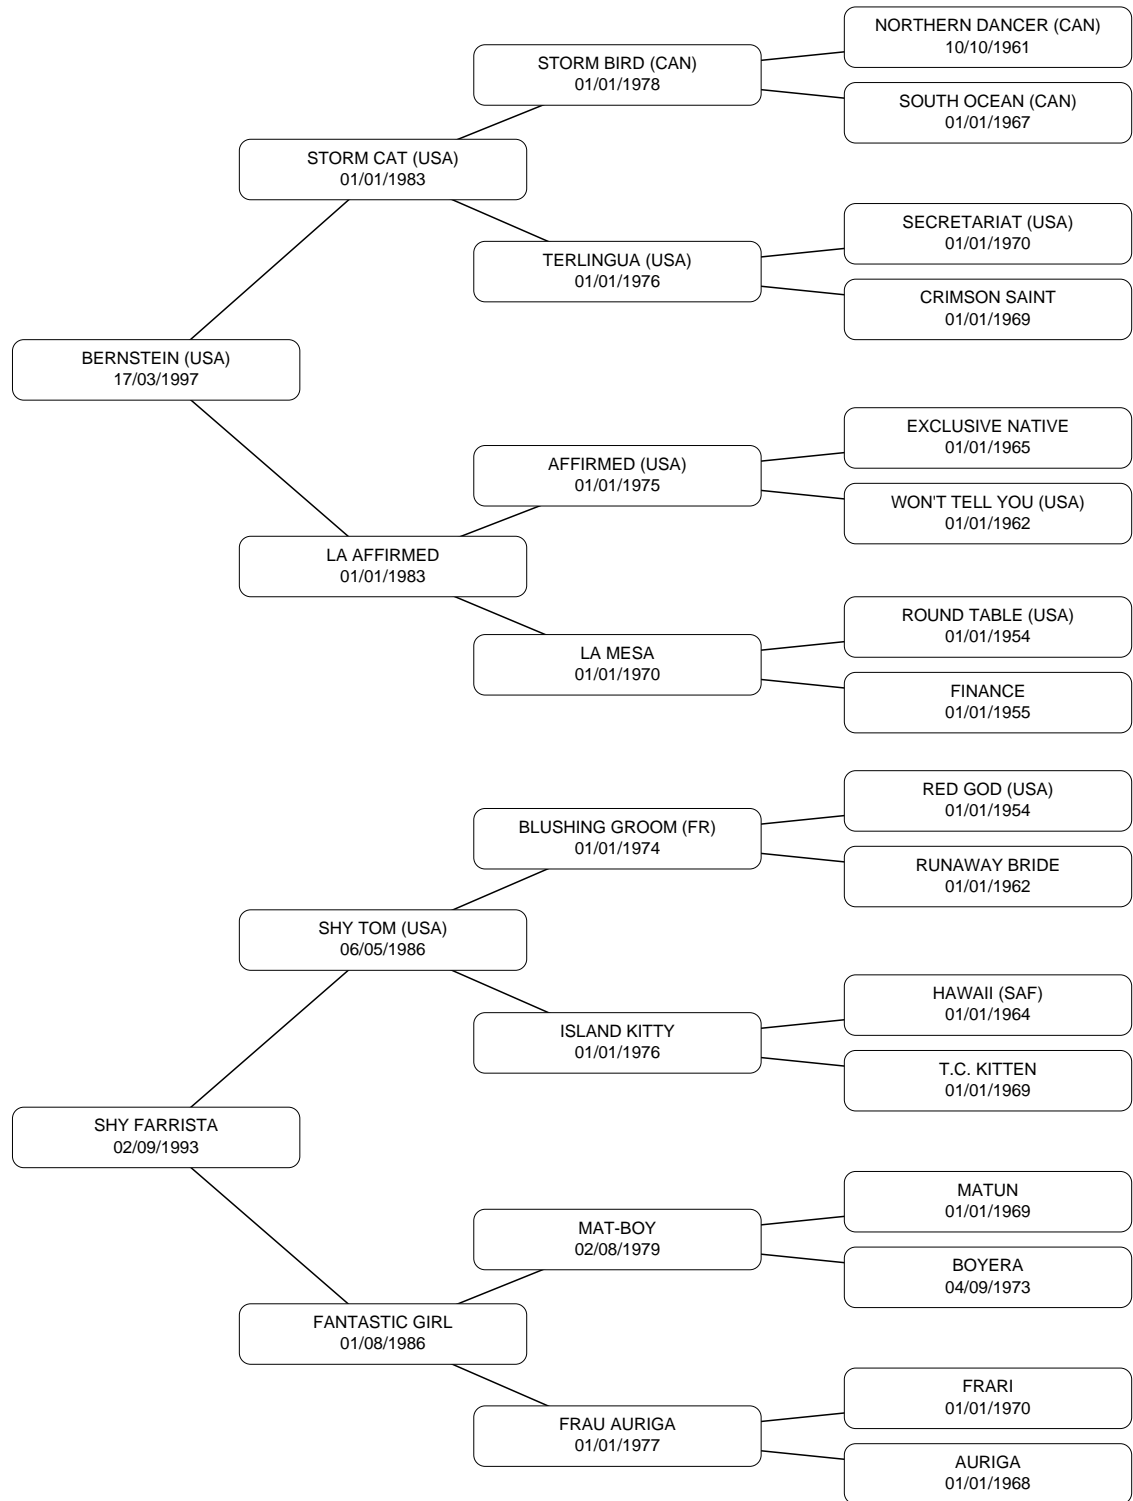 NORTHERN DANCER (CAN)
10/10/1961
STORM BIRD (CAN)
01/01/1978
SOUTH OCEAN (CAN)
01/01/1967
STORM CAT (USA)
01/01/1983
SECRETARIAT (USA)
01/01/1970
TERLINGUA (USA)
01/01/1976
CRIMSON SAINT
01/01/1969
BERNSTEIN (USA)
17/03/1997
EXCLUSIVE NATIVE
01/01/1965
AFFIRMED (USA)
01/01/1975
WON'T TELL YOU (USA)
01/01/1962
LA AFFIRMED
01/01/1983
ROUND TABLE (USA)
01/01/1954
LA MESA
01/01/1970
FINANCE
01/01/1955
RED GOD (USA)
01/01/1954
BLUSHING GROOM (FR)
01/01/1974
RUNAWAY BRIDE
01/01/1962
SHY TOM (USA)
06/05/1986
HAWAII (SAF)
01/01/1964
ISLAND KITTY
01/01/1976
T.C. KITTEN
01/01/1969
SHY FARRISTA
02/09/1993
MATUN
01/01/1969
MAT-BOY
02/08/1979
BOYERA
04/09/1973
FANTASTIC GIRL
01/08/1986
FRARI
01/01/1970
FRAU AURIGA
01/01/1977
AURIGA
01/01/1968